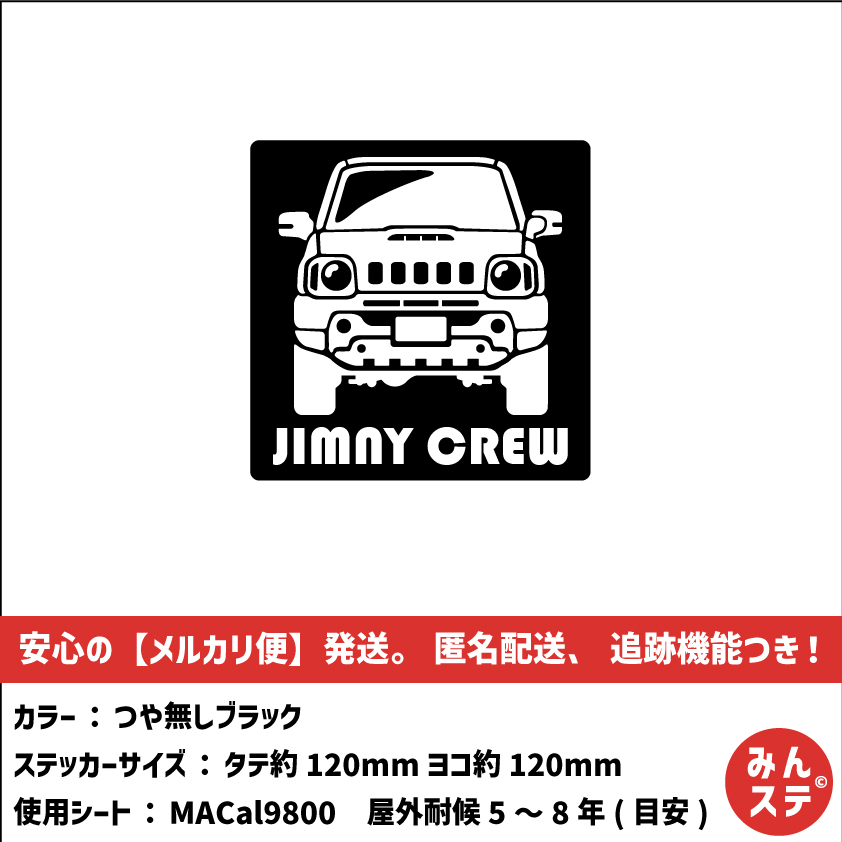 JIMNY CREW
安心の【メルカリ便】発送。 匿名配送、 追跡機能つき!
カラー : つや無しブラック
ステッカーサイズ : タテ約 120mm ヨコ約 120mm
使用シート : MACal9800 屋外耐候 5 ～ 8 年 ( 目安 )
みん
ステ©